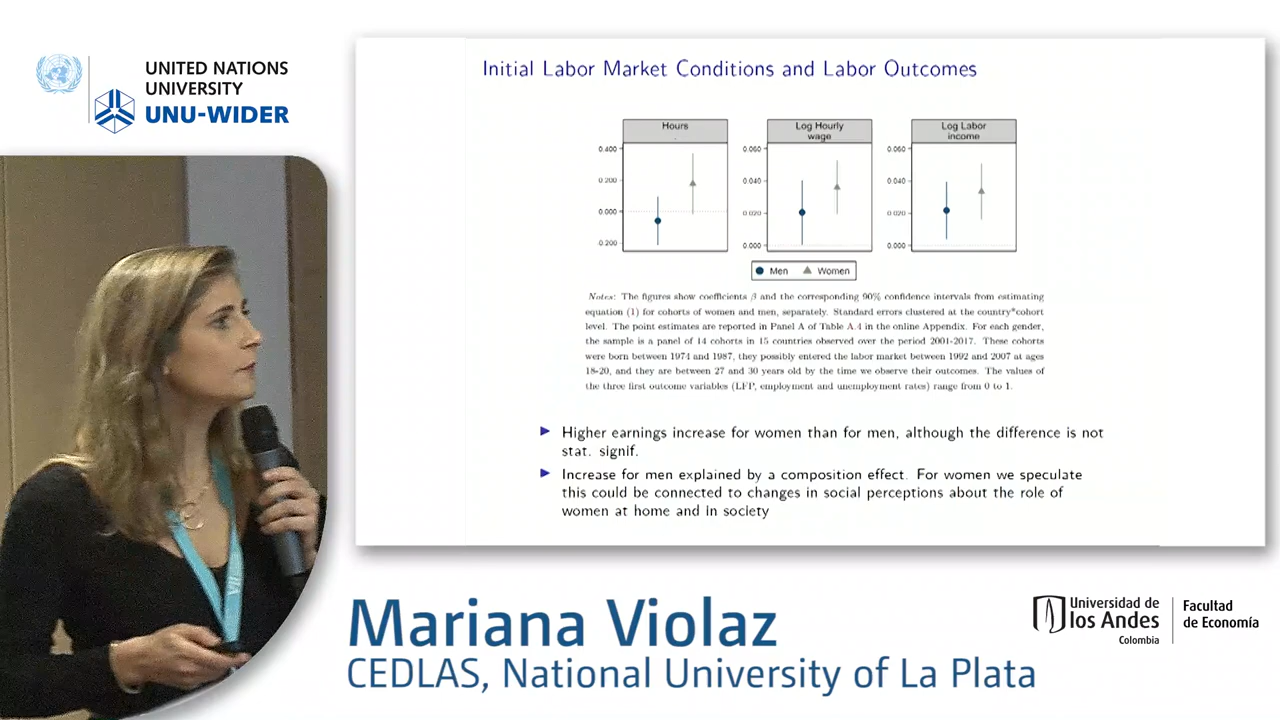 UNITED NATIONS
UNIVERSITY
UNU-WIDER
Initial Labor Market Conditions and Labor Outcomes
Hours
Log Hourly
wage
Log Labor
income
0.400
0.200
0.000
0.200
0.060
0.040
0.020
0.000
0.060
0.040
0.020
0.000
Men
Women
Notes: The figures show coefficients β and the corresponding 90% confidence intervals from estimating
equation (1) for cohorts of women and men, separately. Standard errors clustered at the country*cohort
level. The point estimates are reported in Panel A of Table A.4 in the online Appendix. For each gender,
the sample is a panel of 14 cohorts in 15 countries observed over the period 2001-2017. These cohorts
were born between 1974 and 1987, they possibly entered the labor market between 1992 and 2007 at ages
18-20, and they are between 27 and 30 years old by the time we observe their outcomes. The values of
the three first outcome variables (LFP, employment and unemployment rates) range from 0 to 1.
Higher earnings increase for women than for men, although the difference is not
stat. signif.
Increase for men explained by a composition effect. For women we speculate
this could be connected to changes in social perceptions about the role of
women at home and in society
Mariana Violaz
CEDLAS, National University of La Plata
Universidad de
los Andes
Colombia
Facultad
de Economía